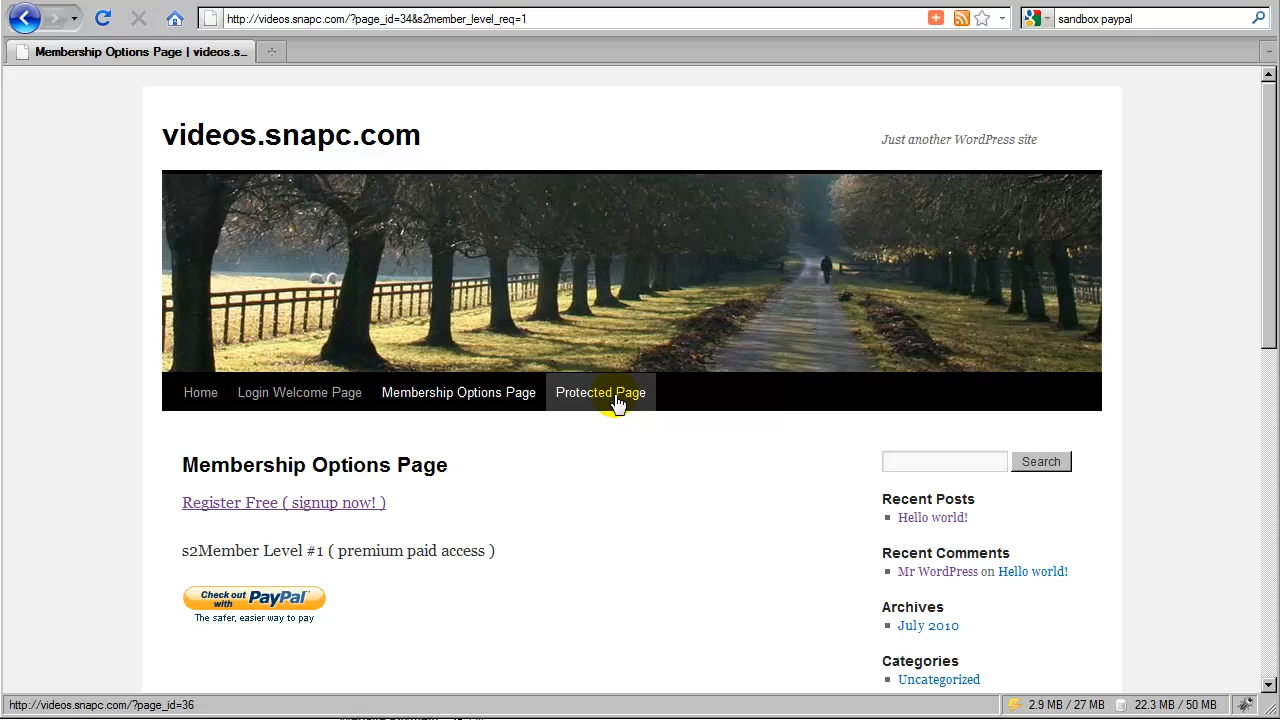 http://videos.snapc.com/?page_id=34&s2member_level_req=1
sandbox paypal
Membership Options Page | videos.s...
videos.snapc.com
Just another WordPress site
Home
Login Welcome Page
Membership Options Page
Protected Page
Membership Options Page
Register Free ( signup now! )
s2Member Level #1 ( premium paid access )
Check out with PayPal
The safer, easier way to pay
Search
Recent Posts
Hello world!
Recent Comments
Mr WordPress on Hello world!
Archives
July 2010
Categories
Uncategorized
http://videos.snapc.com/?page_id=36
2.9 MB / 27 MB
22.3 MB / 50 MB